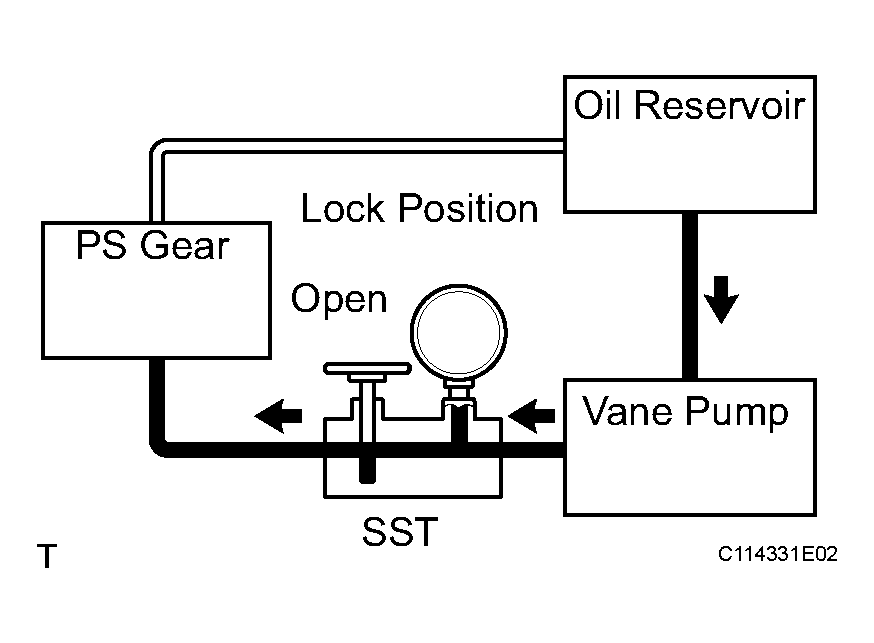 Oil Reservoir
Lock Position
PS Gear
Open
Vane Pump
SST
T
C114331E02